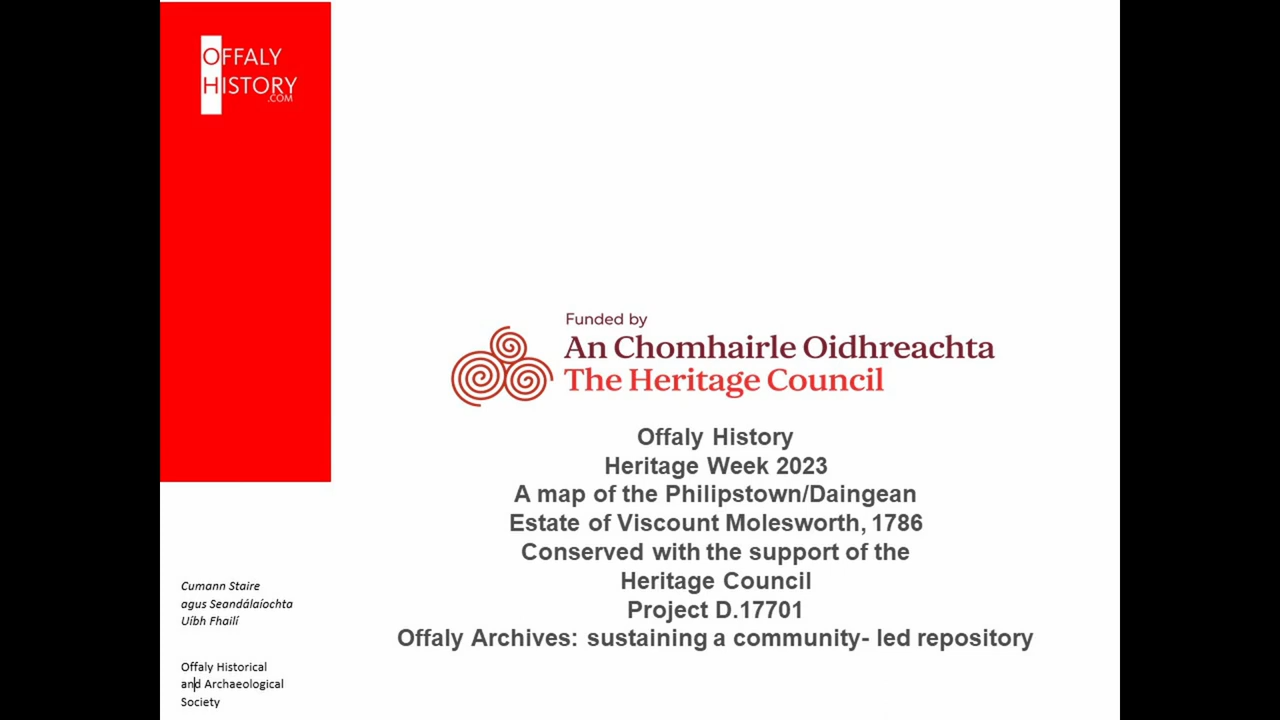 OFFALY
HISTORY
.COM
Funded by
An Chomhairle Oidhreachta
The Heritage Council
Offaly History
Heritage Week 2023
A map of the Philipstown/Daingean
Estate of Viscount Molesworth, 1786
Conserved with the support of the
Heritage Council
Project D.17701
Offaly Archives: sustaining a community- led repository
Cumann Staire
agus Seandálaíochta
Uíbh Fhailí
Offaly Historical
and Archaeological
Society